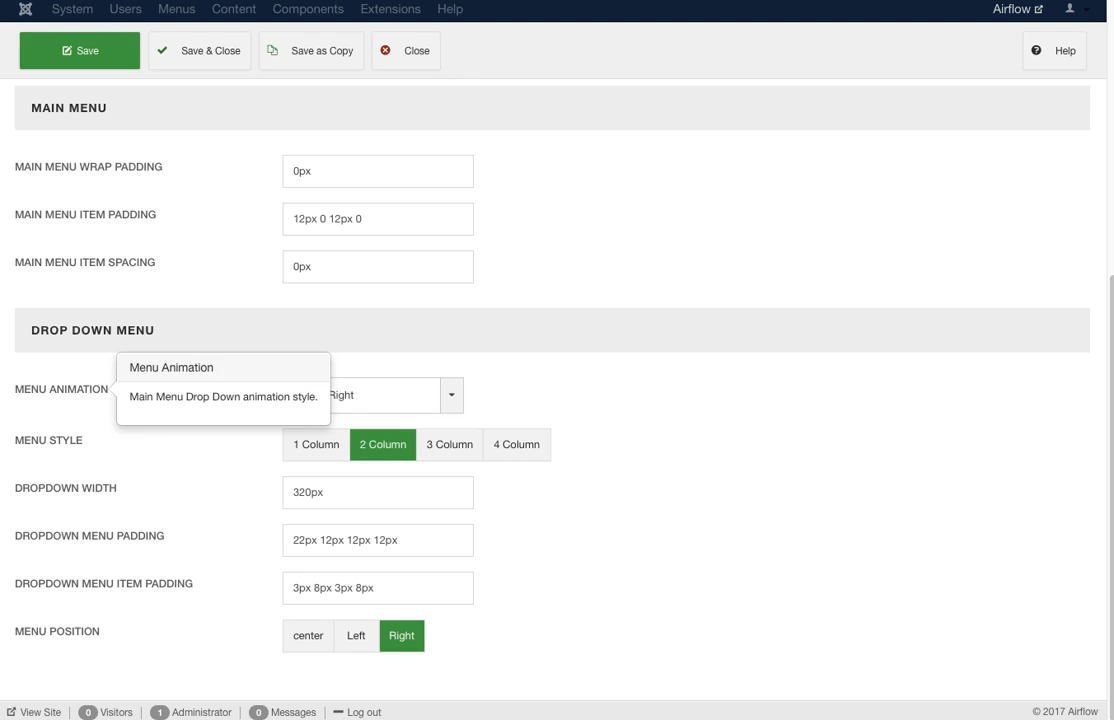 System Users Menus Content Components Extensions Help Airflow
Save Save & Close Save as Copy Close Help
MAIN MENU
MAIN MENU WRAP PADDING 0px
MAIN MENU ITEM PADDING 12px 0 12px 0
MAIN MENU ITEM SPACING 0px
DROP DOWN MENU
Menu Animation
MENU ANIMATION Right
Main Menu Drop Down animation style.
MENU STYLE 1 Column 2 Column 3 Column 4 Column
DROPDOWN WIDTH 320px
DROPDOWN MENU PADDING 22px 12px 12px 12px
DROPDOWN MENU ITEM PADDING 3px 8px 3px 8px
MENU POSITION center Left Right
View Site 0 Visitors 1 Administrator 0 Messages Log out © 2017 Airflow